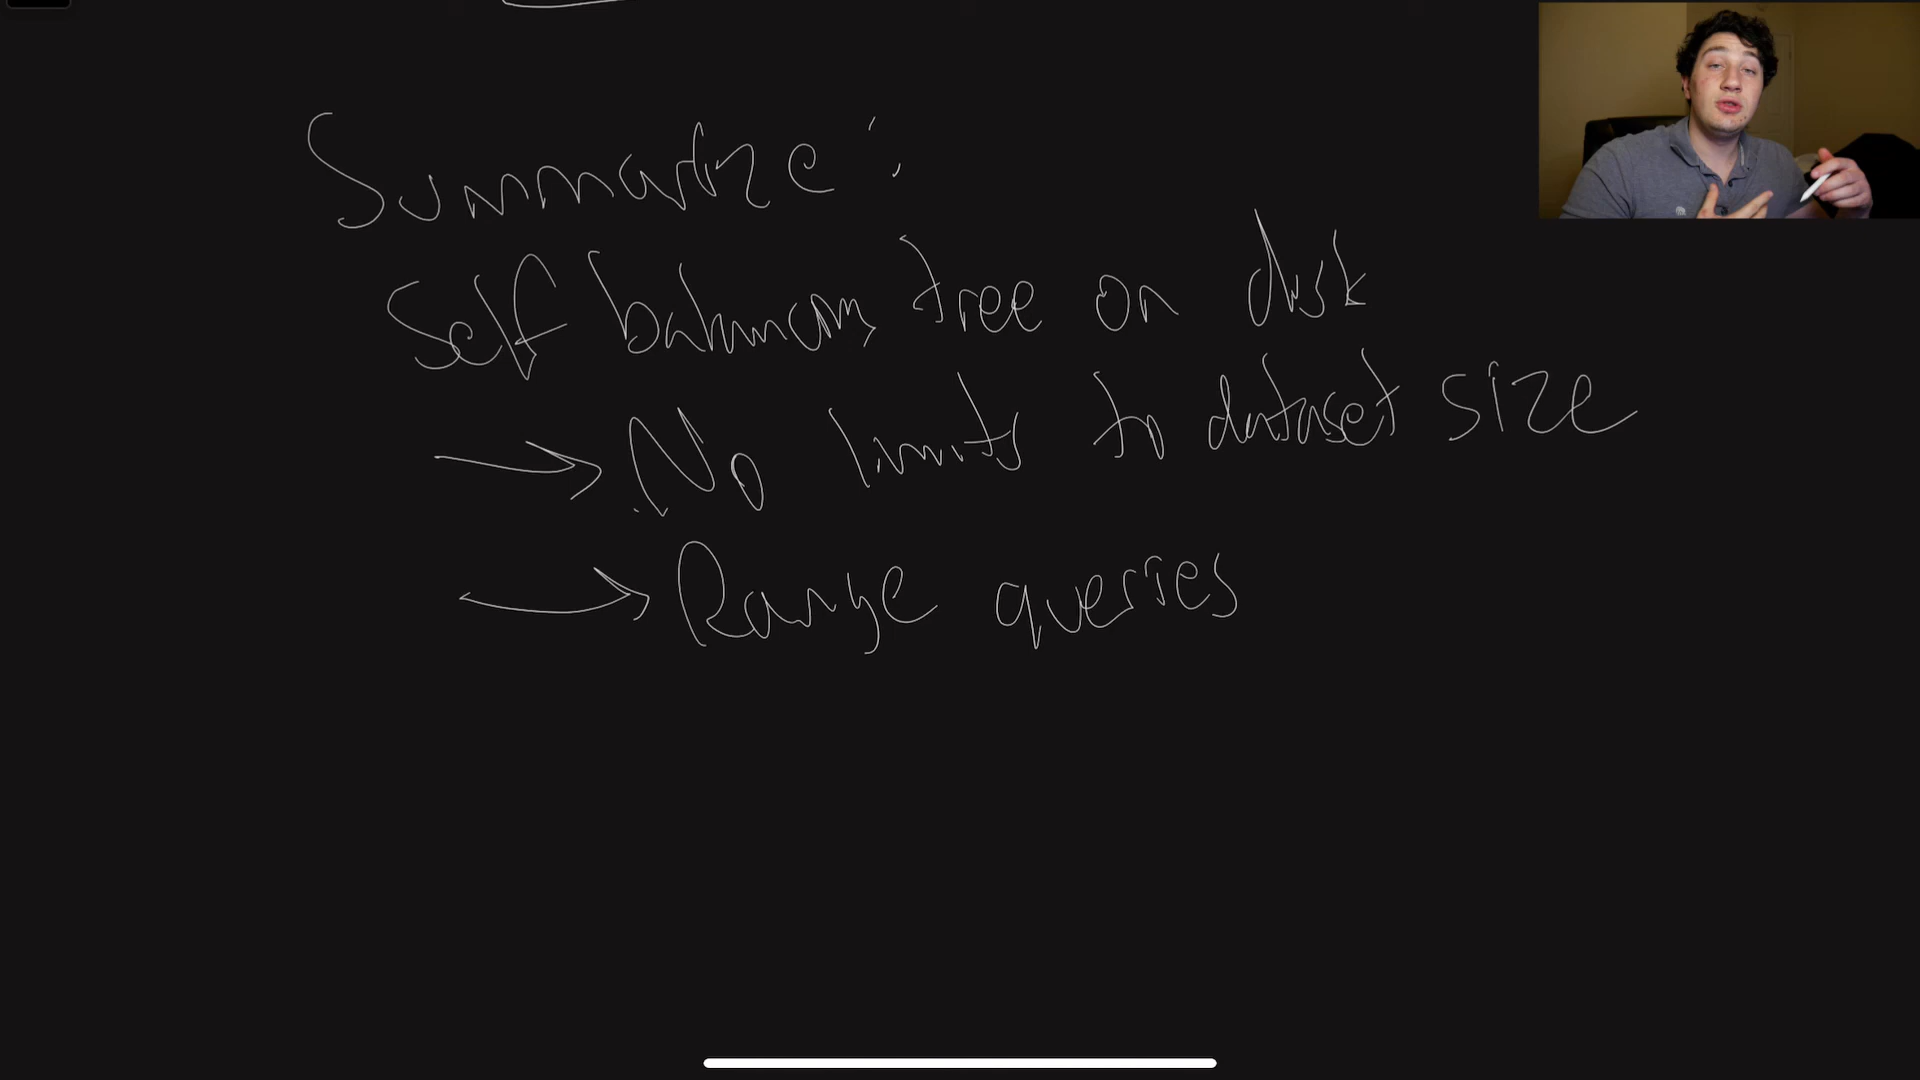 Summarize:
Self balancing tree on disk
→ No limits to dataset size
→ Range queries